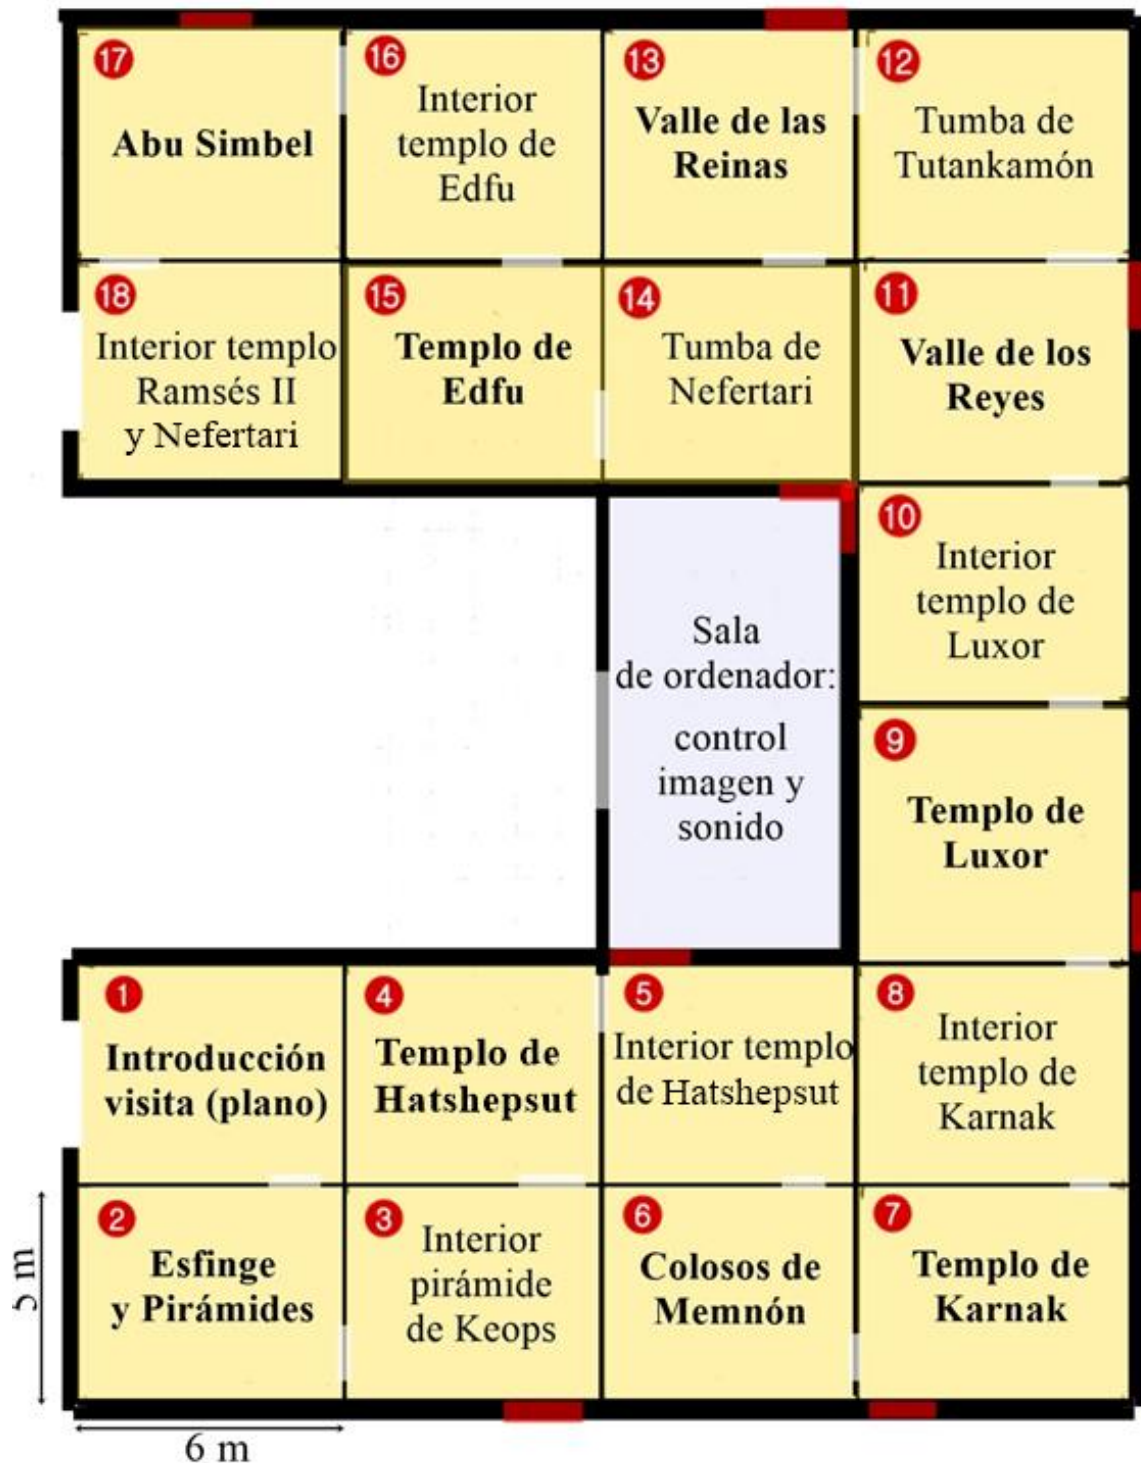 17
Abu Simbel
16
Interior
templo de
Edfu
13
Valle de las
Reinas
12
Tumba de
Tutankamón
18
Interior templo
Ramsés II
y Nefertari
15
Templo de
Edfu
14
Tumba de
Nefertari
11
Valle de los
Reyes
10
Interior
templo de
Luxor
Sala
de ordenador:
control
imagen y
sonido
9
Templo de
Luxor
1
Introducción
visita (plano)
4
Templo de
Hatshepsut
5
Interior templo
de Hatshepsut
8
Interior
templo de
Karnak
2
Esfinge
y Pirámides
3
Interior
pirámide
de Keops
6
Colosos de
Memnón
7
Templo de
Karnak
5 m
6 m